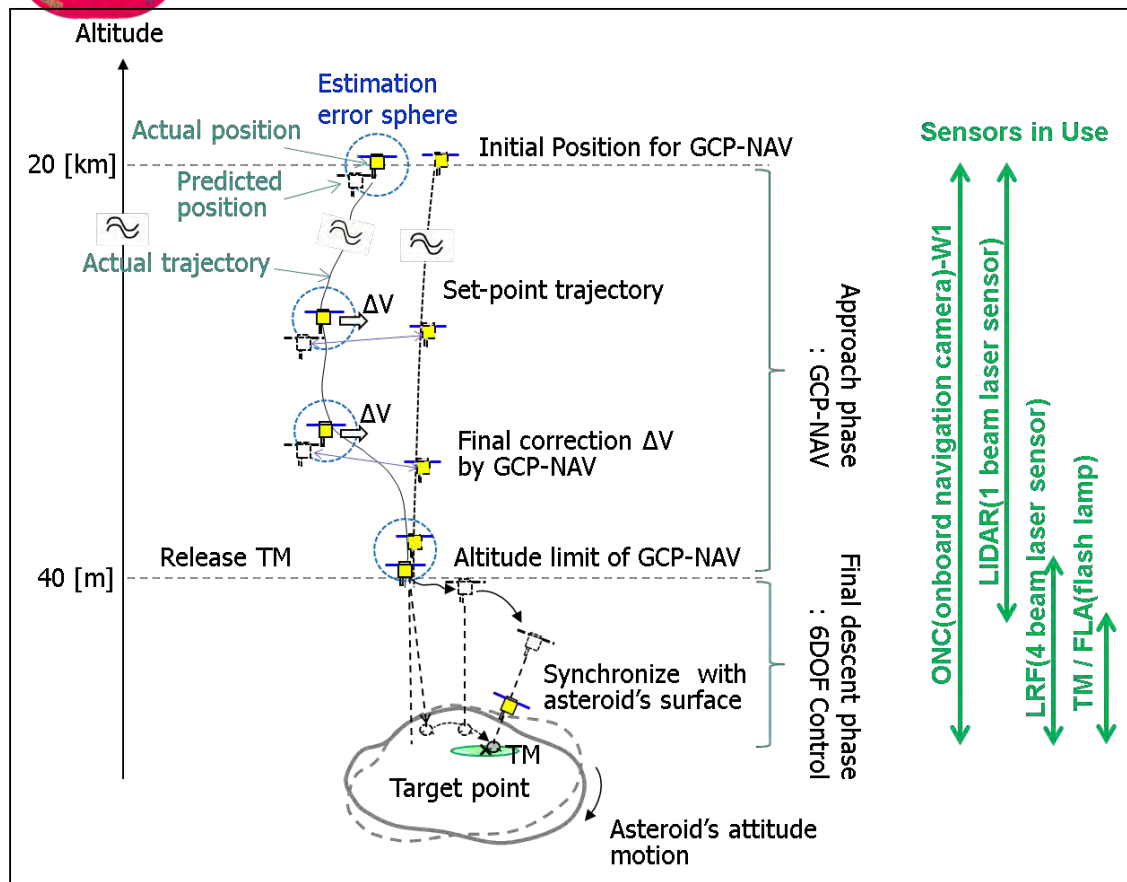 Altitude
Estimation
error sphere
Actual position
Initial Position for GCP-NAV
Sensors in Use
20 [km]
Predicted
position
Actual trajectory
ΔV
Set-point trajectory
ΔV
Final correction ΔV
by GCP-NAV
Approach phase
: GCP-NAV
Release TM
Altitude limit of GCP-NAV
40 [m]
Synchronize with
asteroid's surface
Final descent phase
: 6DOF Control
TM
Target point
Asteroid's attitude
motion
ONC(onboard navigation camera)-W1
LIDAR(1 beam laser sensor)
LRF(4 beam laser sensor)
TM / FLA(flash lamp)